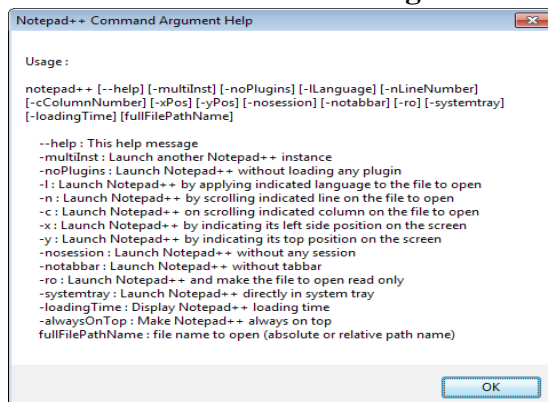 Notepad++ Command Argument Help
Usage :
notepad++ [--help] [-multiInst] [-noPlugins] [-lLanguage] [-nLineNumber]
[-cColumnNumber] [-xPos] [-yPos] [-nosession] [-notabbar] [-ro] [-systemtray]
[-loadingTime] [fullFilePathName]
--help : This help message
-multiInst : Launch another Notepad++ instance
-noPlugins : Launch Notepad++ without loading any plugin
-l : Launch Notepad++ by applying indicated language to the file to open
-n : Launch Notepad++ by scrolling indicated line on the file to open
-c : Launch Notepad++ on scrolling indicated column on the file to open
-x : Launch Notepad++ by indicating its left side position on the screen
-y : Launch Notepad++ by indicating its top position on the screen
-nosession : Launch Notepad++ without any session
-notabbar : Launch Notepad++ without tabbar
-ro : Launch Notepad++ and make the file to open read only
-systemtray : Launch Notepad++ directly in system tray
-loadingTime : Display Notepad++ loading time
-alwaysOnTop : Make Notepad++ always on top
fullFilePathName : file name to open (absolute or relative path name)
OK